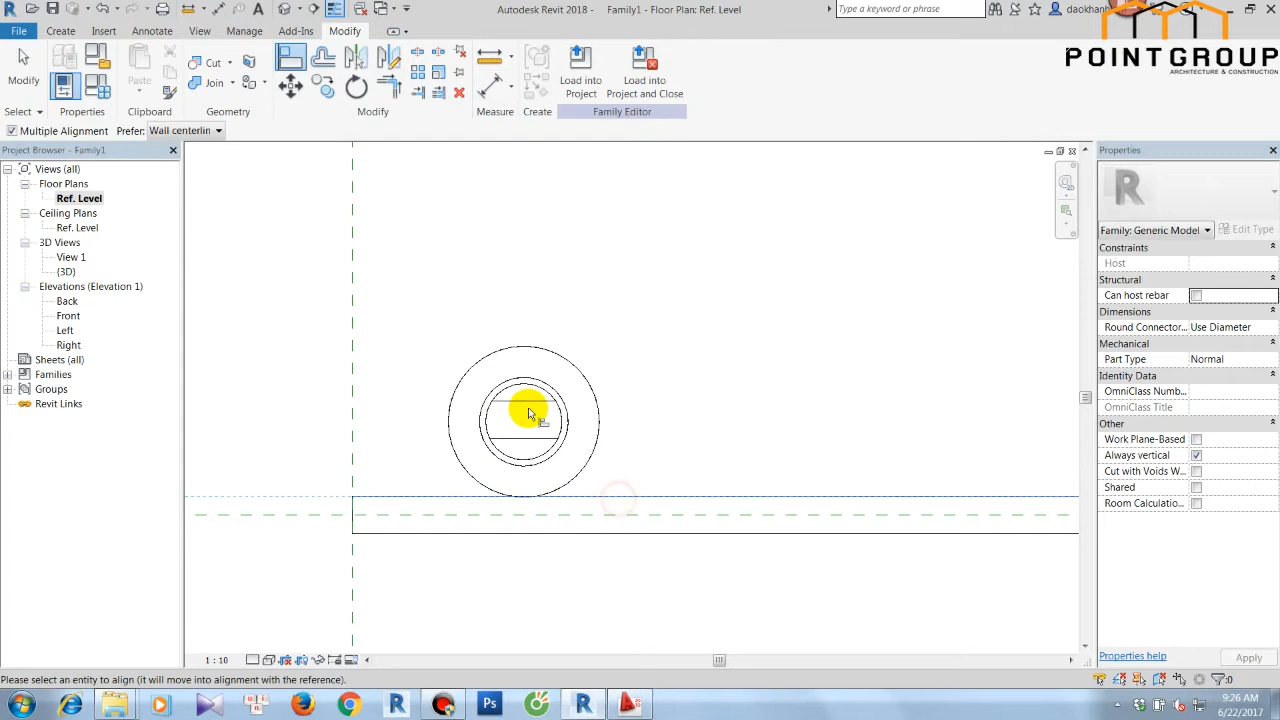 Autodesk Revit 2018 - Family1 - Floor Plan: Ref. Level
Type a keyword or phrase
daokhanh
File
Create
Insert
Annotate
View
Manage
Add-Ins
Modify
POINTGROUP
ARCHITECTURE & CONSTRUCTION
Modify
Paste
Cut
Join
Load into
Project
Load into
Project and Close
Select
Properties
Clipboard
Geometry
Modify
Measure
Create
Family Editor
Multiple Alignment
Prefer:
Wall centerlin
Project Browser - Family1
Views (all)
Floor Plans
Ref. Level
Ceiling Plans
Ref. Level
3D Views
View 1
{3D}
Elevations (Elevation 1)
Back
Front
Left
Right
Sheets (all)
Families
Groups
Revit Links
Properties
Family: Generic Model
Edit Type
Constraints
Host
Structural
Can host rebar
Dimensions
Round Connector...
Use Diameter
Mechanical
Part Type
Normal
Identity Data
OmniClass Numb...
OmniClass Title
Other
Work Plane-Based
Always vertical
Cut with Voids W...
Shared
Room Calculatio...
Properties help
Apply
1 : 10
Please select an entity to align (it will move into alignment with the reference).
:0
9:26 AM
6/22/2017